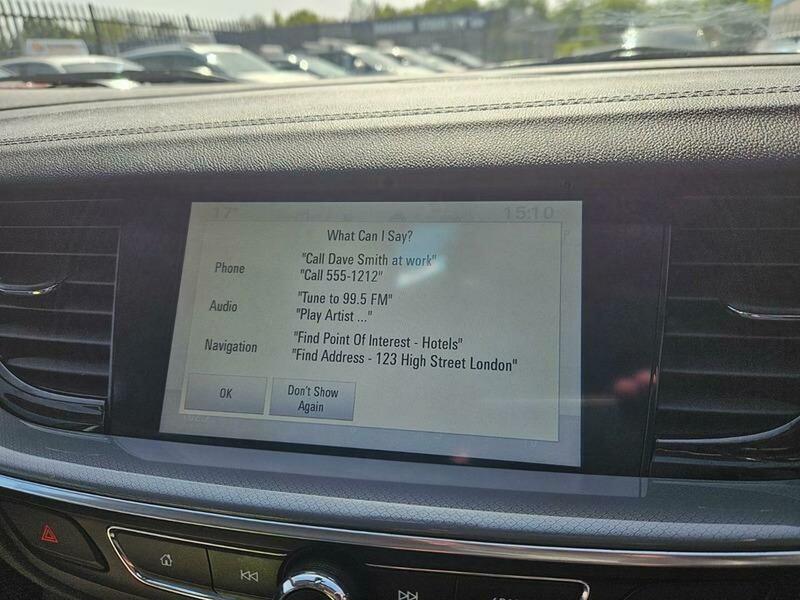 17° 15:10
What Can I Say?
Phone "Call Dave Smith at work"
"Call 555-1212"
Audio "Tune to 99.5 FM"
"Play Artist ..."
Navigation "Find Point Of Interest - Hotels"
"Find Address - 123 High Street London"
OK Don't Show
Again